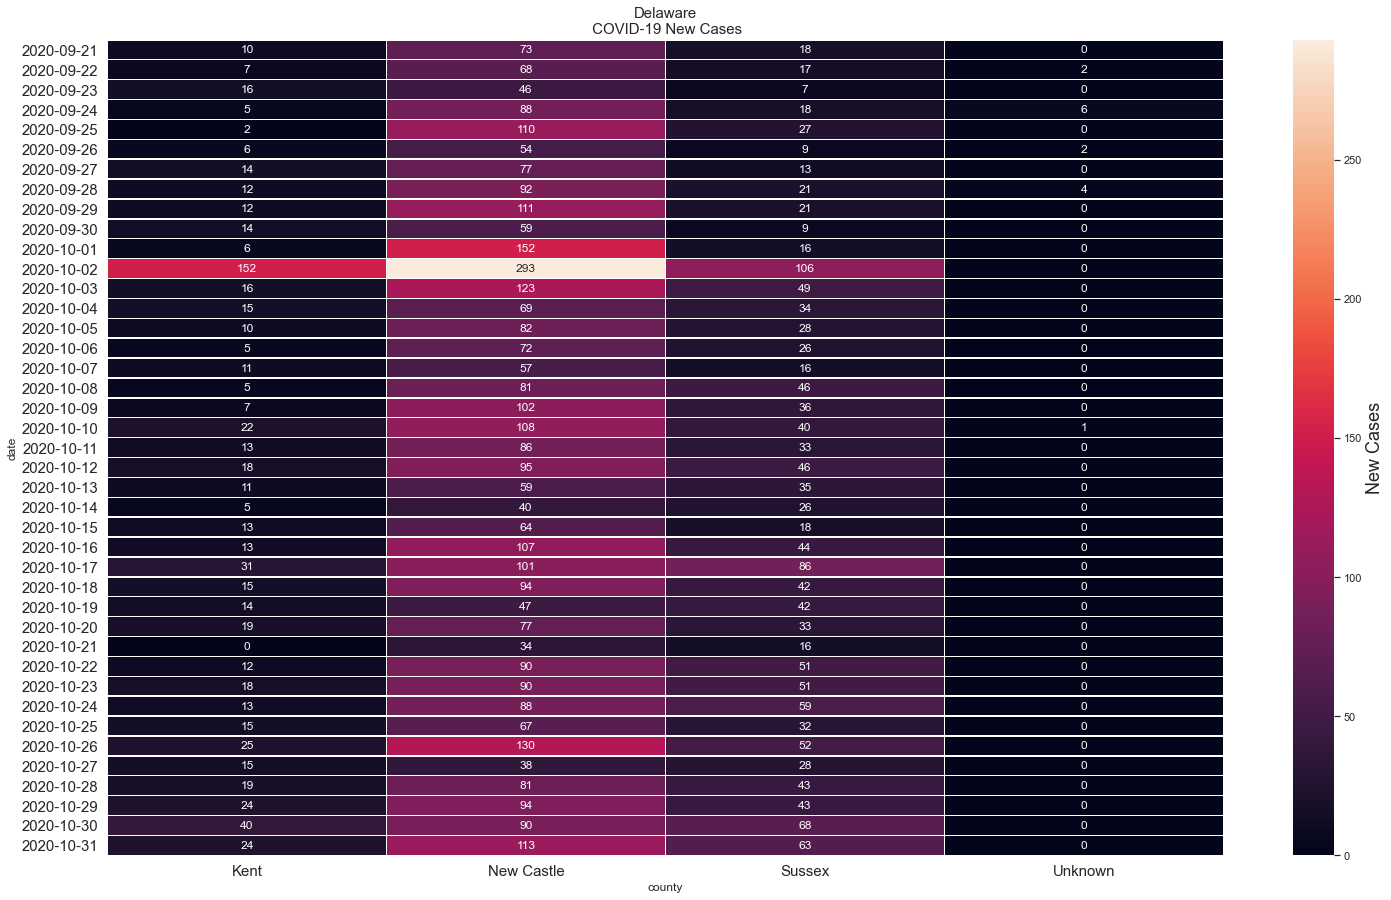 Delaware
COVID-19 New Cases
2020-09-21 10 73 18 0
2020-09-22 7 68 17 2
2020-09-23 16 46 7 0
2020-09-24 5 88 18 6
2020-09-25 2 110 27 0
2020-09-26 6 54 9 2
2020-09-27 14 77 13 0
2020-09-28 12 92 21 4
2020-09-29 12 111 21 0
2020-09-30 14 59 9 0
2020-10-01 6 152 16 0
2020-10-02 152 293 106 0
2020-10-03 16 123 49 0
2020-10-04 15 69 34 0
2020-10-05 10 82 28 0
2020-10-06 5 72 26 0
2020-10-07 11 57 16 0
2020-10-08 5 81 46 0
2020-10-09 7 102 36 0
2020-10-10 22 108 40 1
2020-10-11 13 86 33 0
2020-10-12 18 95 46 0
2020-10-13 11 59 35 0
2020-10-14 5 40 26 0
2020-10-15 13 64 18 0
2020-10-16 13 107 44 0
2020-10-17 31 101 86 0
2020-10-18 15 94 42 0
2020-10-19 14 47 42 0
2020-10-20 19 77 33 0
2020-10-21 0 34 16 0
2020-10-22 12 90 51 0
2020-10-23 18 90 51 0
2020-10-24 13 88 59 0
2020-10-25 15 67 32 0
2020-10-26 25 130 52 0
2020-10-27 15 38 28 0
2020-10-28 19 81 43 0
2020-10-29 24 94 43 0
2020-10-30 40 90 68 0
2020-10-31 24 113 63 0
Kent New Castle Sussex Unknown
county
date
250
200
150
100
50
0
New Cases